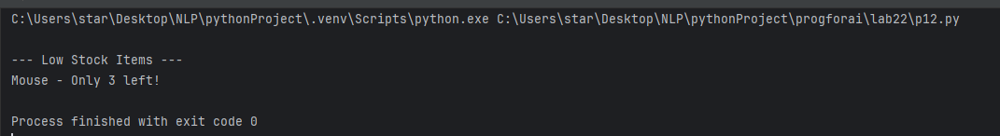 C:\Users\star\Desktop\NLP\pythonProject\.venv\Scripts\python.exe C:\Users\star\Desktop\NLP\pythonProject\progforai\lab22\p12.py
--- Low Stock Items ---
Mouse - Only 3 left!
Process finished with exit code 0